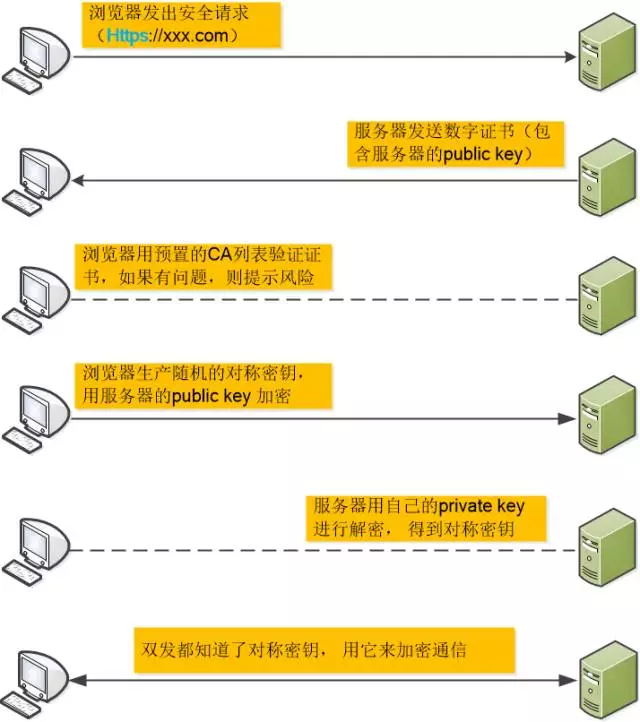 浏览器发出安全请求
（Https://xxx.com）
服务器发送数字证书（包
含服务器的public key）
浏览器用预置的CA列表验证证
书，如果有问题，则提示风险
浏览器生产随机的对称密钥，
用服务器的public key 加密
服务器用自己的private key
进行解密， 得到对称密钥
双发都知道了对称密钥， 用它来加密通信